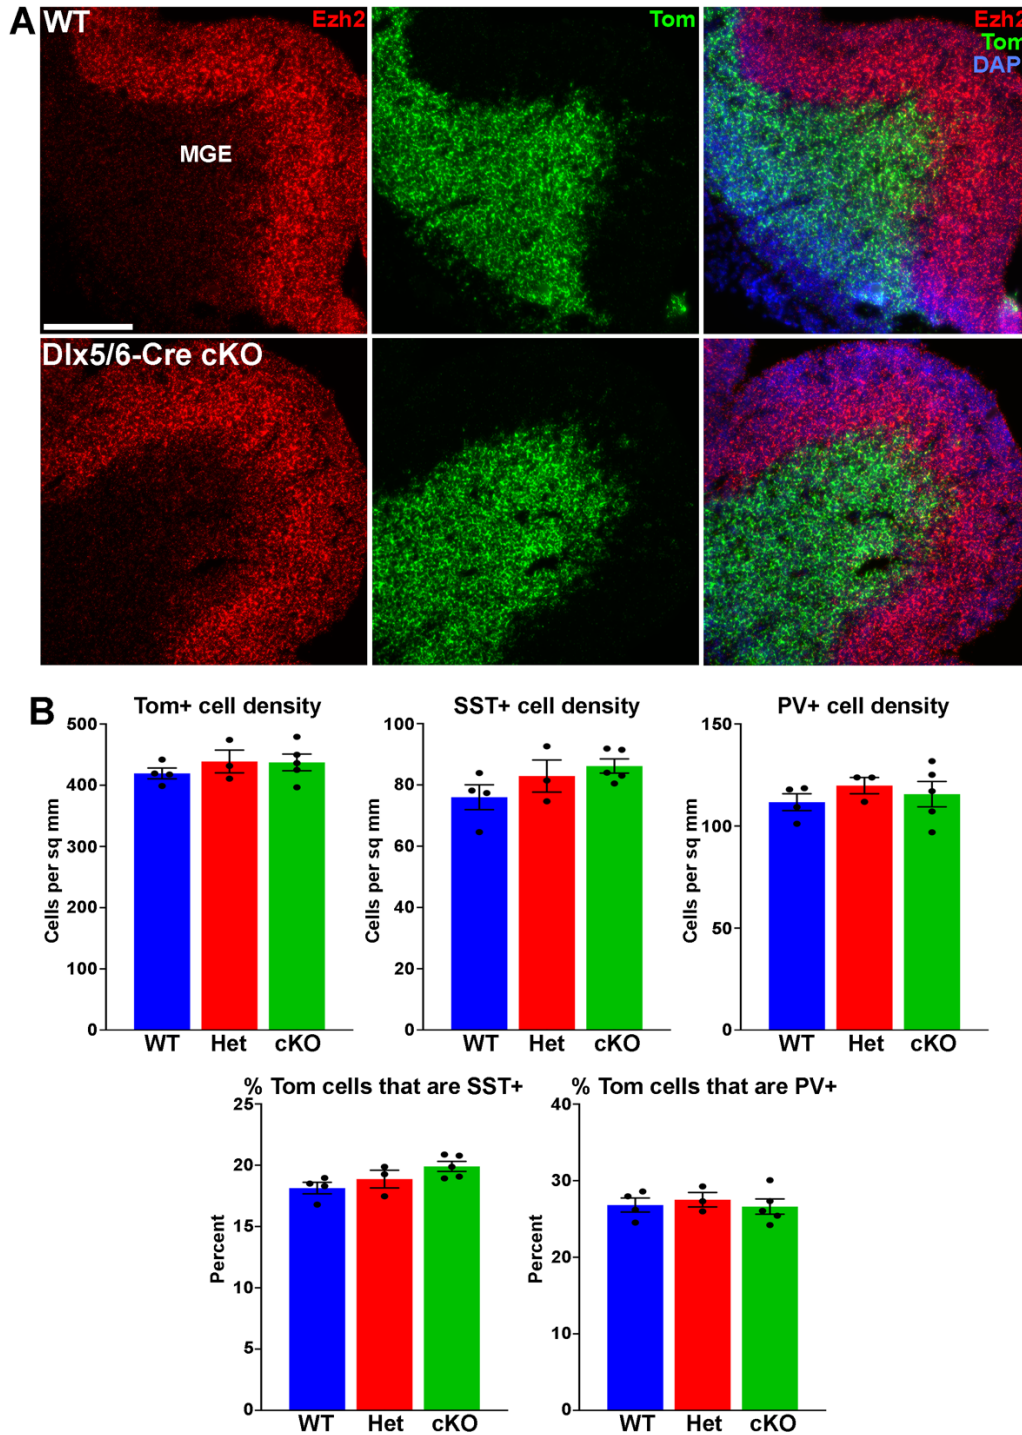 A
WT
Ezh2
Tom
Ezh2
Tom
DAPI
MGE
Dlx5/6-Cre cKO
B
Tom+ cell density
Cells per sq mm
500
400
300
200
100
0
WT Het cKO
SST+ cell density
Cells per sq mm
100
80
60
40
20
0
WT Het cKO
PV+ cell density
Cells per sq mm
150
100
50
0
WT Het cKO
% Tom cells that are SST+
Percent
25
20
15
10
5
0
WT Het cKO
% Tom cells that are PV+
Percent
40
30
20
10
0
WT Het cKO